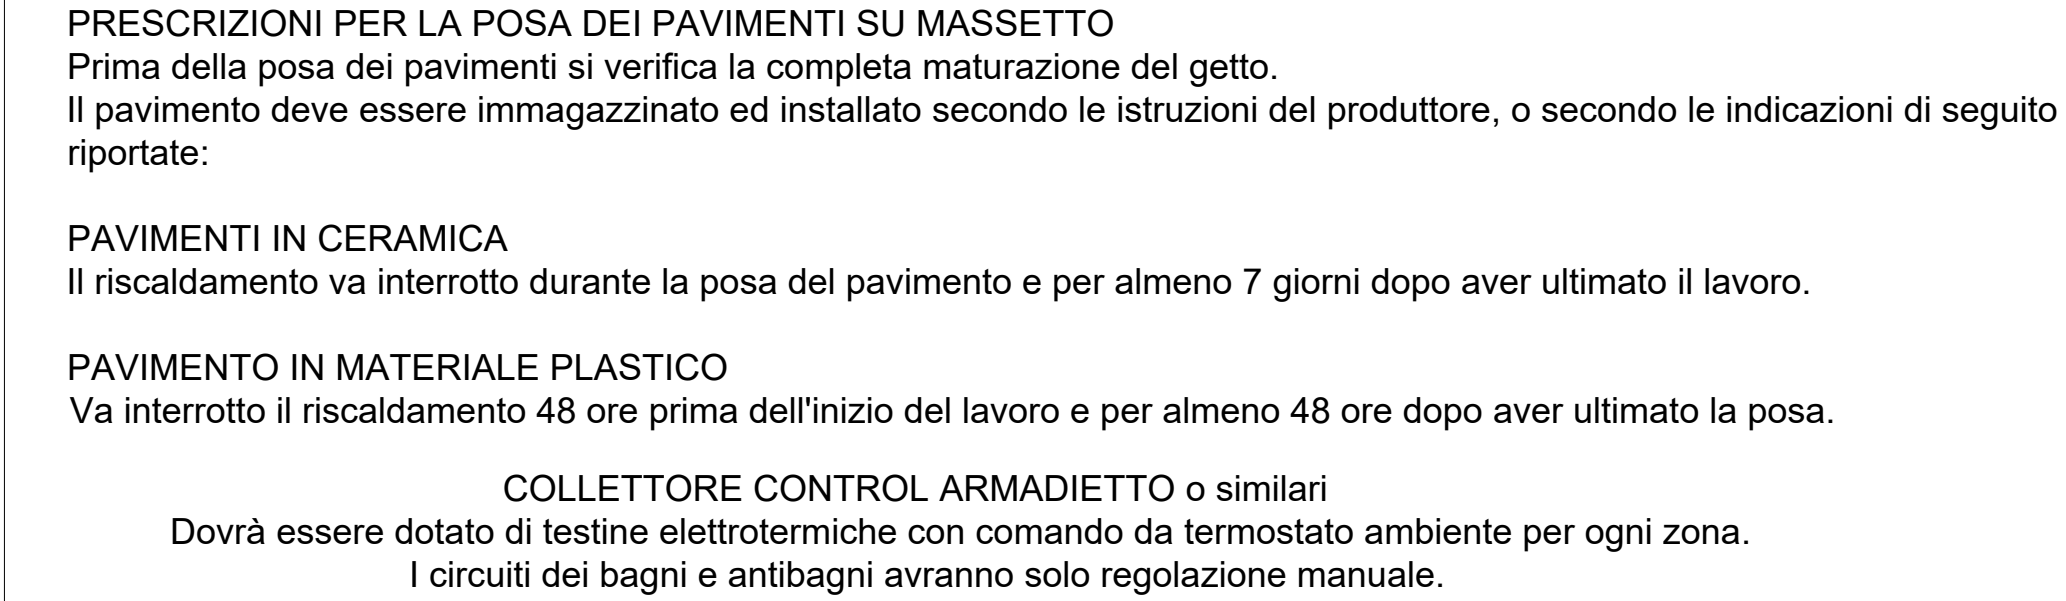 PRESCRIZIONI PER LA POSA DEI PAVIMENTI SU MASSETTO
Prima della posa dei pavimenti si verifica la completa maturazione del getto.
Il pavimento deve essere immagazzinato ed installato secondo le istruzioni del produttore, o secondo le indicazioni di seguito
riportate:
PAVIMENTI IN CERAMICA
Il riscaldamento va interrotto durante la posa del pavimento e per almeno 7 giorni dopo aver ultimato il lavoro.
PAVIMENTO IN MATERIALE PLASTICO
Va interrotto il riscaldamento 48 ore prima dell'inizio del lavoro e per almeno 48 ore dopo aver ultimato la posa.
COLLETTORE CONTROL ARMADIETTO o similari
Dovrà essere dotato di testine elettrotermiche con comando da termostato ambiente per ogni zona.
I circuiti dei bagni e antibagni avranno solo regolazione manuale.